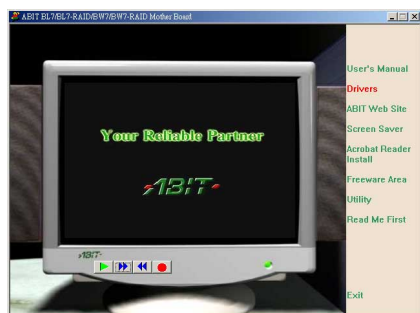 ABIT BL7/BL7-RAID/BW7/BW7-RAID Mother Board
User's Manual
Drivers
ABIT Web Site
Screen Saver
Acrobat Reader
Install
Freeware Area
Utility
Read Me First
Exit
Your Reliable Partner
ABIT
ABIT